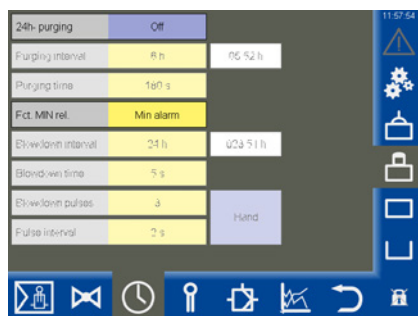 11:57:54
24h- purging Off
Purging interval 6 h 05:52 h
Purging time 180 s
Fct. MIN rel. Min alarm
Blowdown interval 24 h 023:51 h
Blowdown time 5 s
Blowdown pulses 3
Hand
Pulse interval 2 s